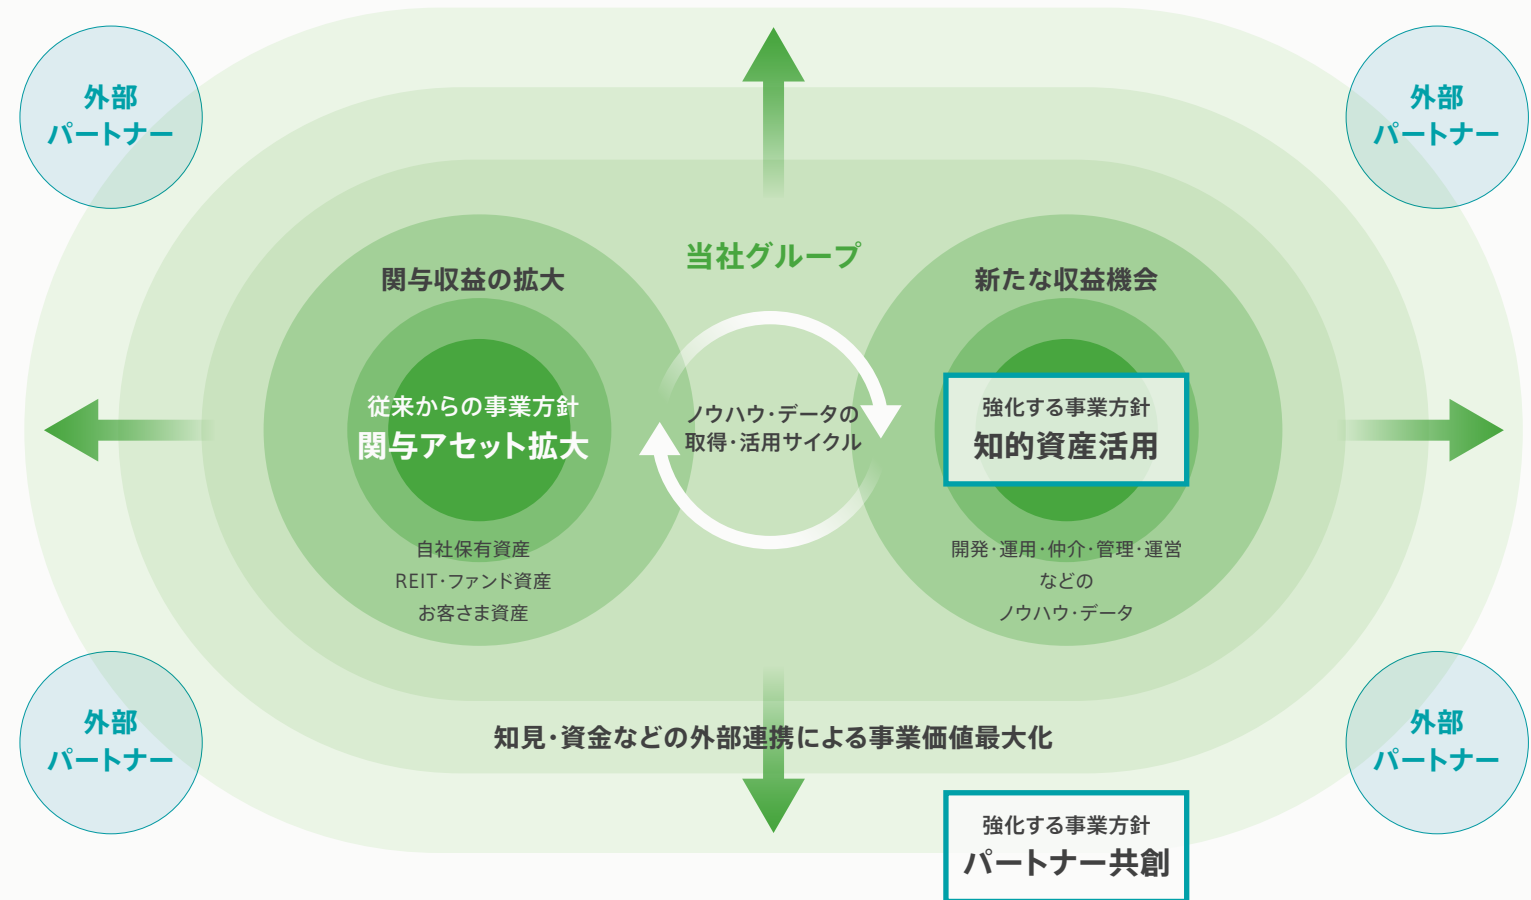 外部
パートナー
外部
パートナー
当社グループ
関与収益の拡大
新たな収益機会
従来からの事業方針
関与アセット拡大
ノウハウ・データの
取得・活用サイクル
強化する事業方針
知的資産活用
自社保有資産
REIT・ファンド資産
お客さま資産
開発・運用・仲介・管理・運営
などの
ノウハウ・データ
外部
パートナー
知見・資金などの外部連携による事業価値最大化
外部
パートナー
強化する事業方針
パートナー共創